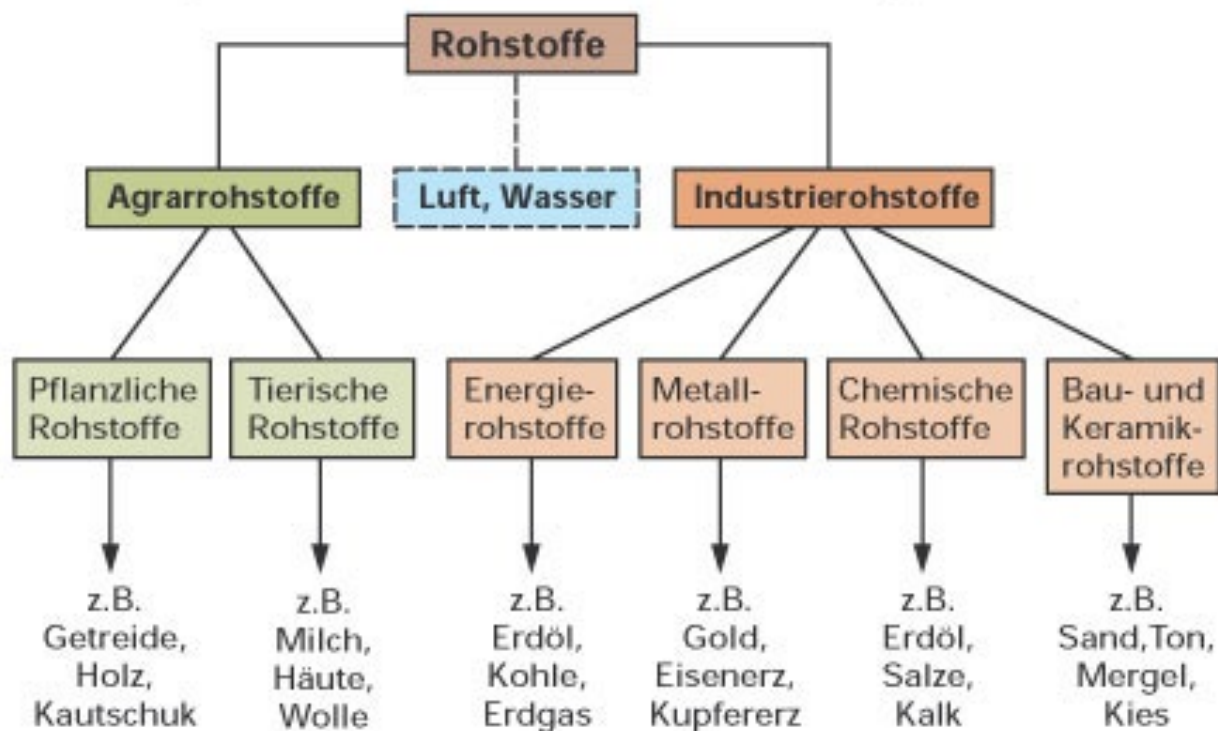 Rohstoffe
Agrarrohstoffe
Luft, Wasser
Industrierohstoffe
Pflanzliche
Rohstoffe
Tierische
Rohstoffe
Energie-
rohstoffe
Metall-
rohstoffe
Chemische
Rohstoffe
Bau- und
Keramik-
rohstoffe
z.B.
Getreide,
Holz,
Kautschuk
z.B.
Milch,
Häute,
Wolle
z.B.
Erdöl,
Kohle,
Erdgas
z.B.
Gold,
Eisenerz,
Kupfererz
z.B.
Erdöl,
Salze,
Kalk
z.B.
Sand,Ton,
Mergel,
Kies